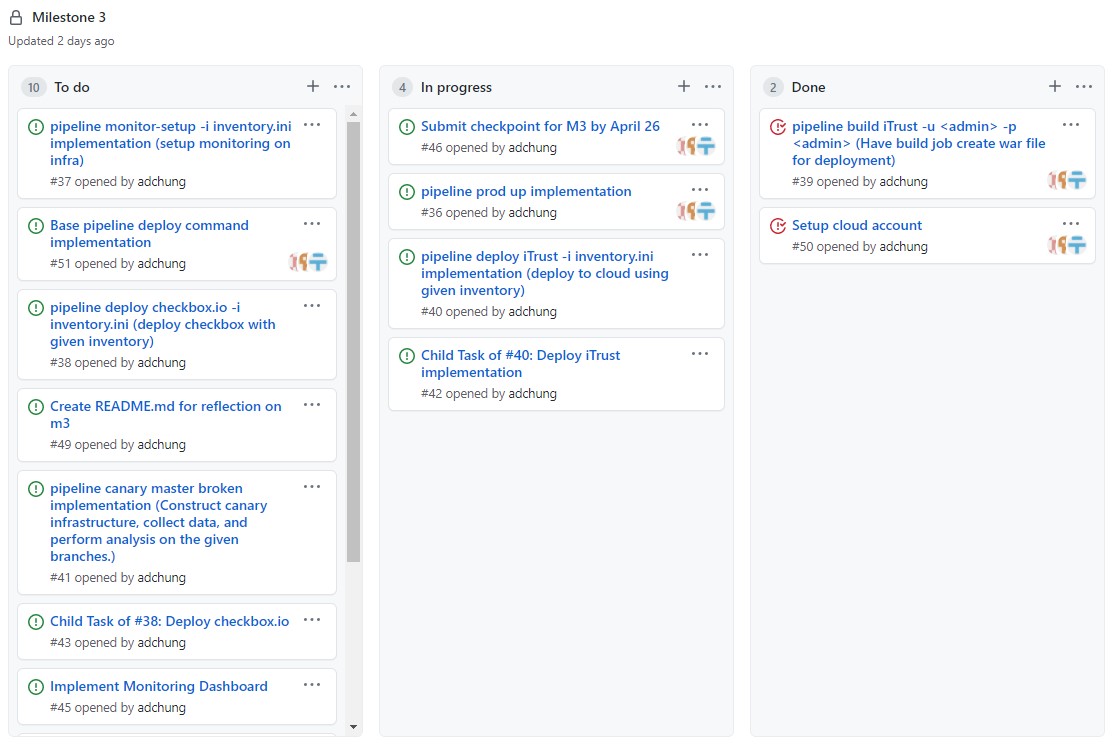 Milestone 3
Updated 2 days ago
10 To do
pipeline monitor-setup -i inventory.ini
implementation (setup monitoring on
infra)
#37 opened by adchung
Base pipeline deploy command
implementation
#51 opened by adchung
pipeline deploy checkbox.io -i
inventory.ini (deploy checkbox with
given inventory)
#38 opened by adchung
Create README.md for reflection on
m3
#49 opened by adchung
pipeline canary master broken
implementation (Construct canary
infrastructure, collect data, and
perform analysis on the given
branches.)
#41 opened by adchung
Child Task of #38: Deploy checkbox.io
#43 opened by adchung
Implement Monitoring Dashboard
#45 opened by adchung
4 In progress
Submit checkpoint for M3 by April 26
#46 opened by adchung
pipeline prod up implementation
#36 opened by adchung
pipeline deploy iTrust -i inventory.ini
implementation (deploy to cloud using
given inventory)
#40 opened by adchung
Child Task of #40: Deploy iTrust
implementation
#42 opened by adchung
2 Done
pipeline build iTrust -u <admin> -p
<admin> (Have build job create war file
for deployment)
#39 opened by adchung
Setup cloud account
#50 opened by adchung